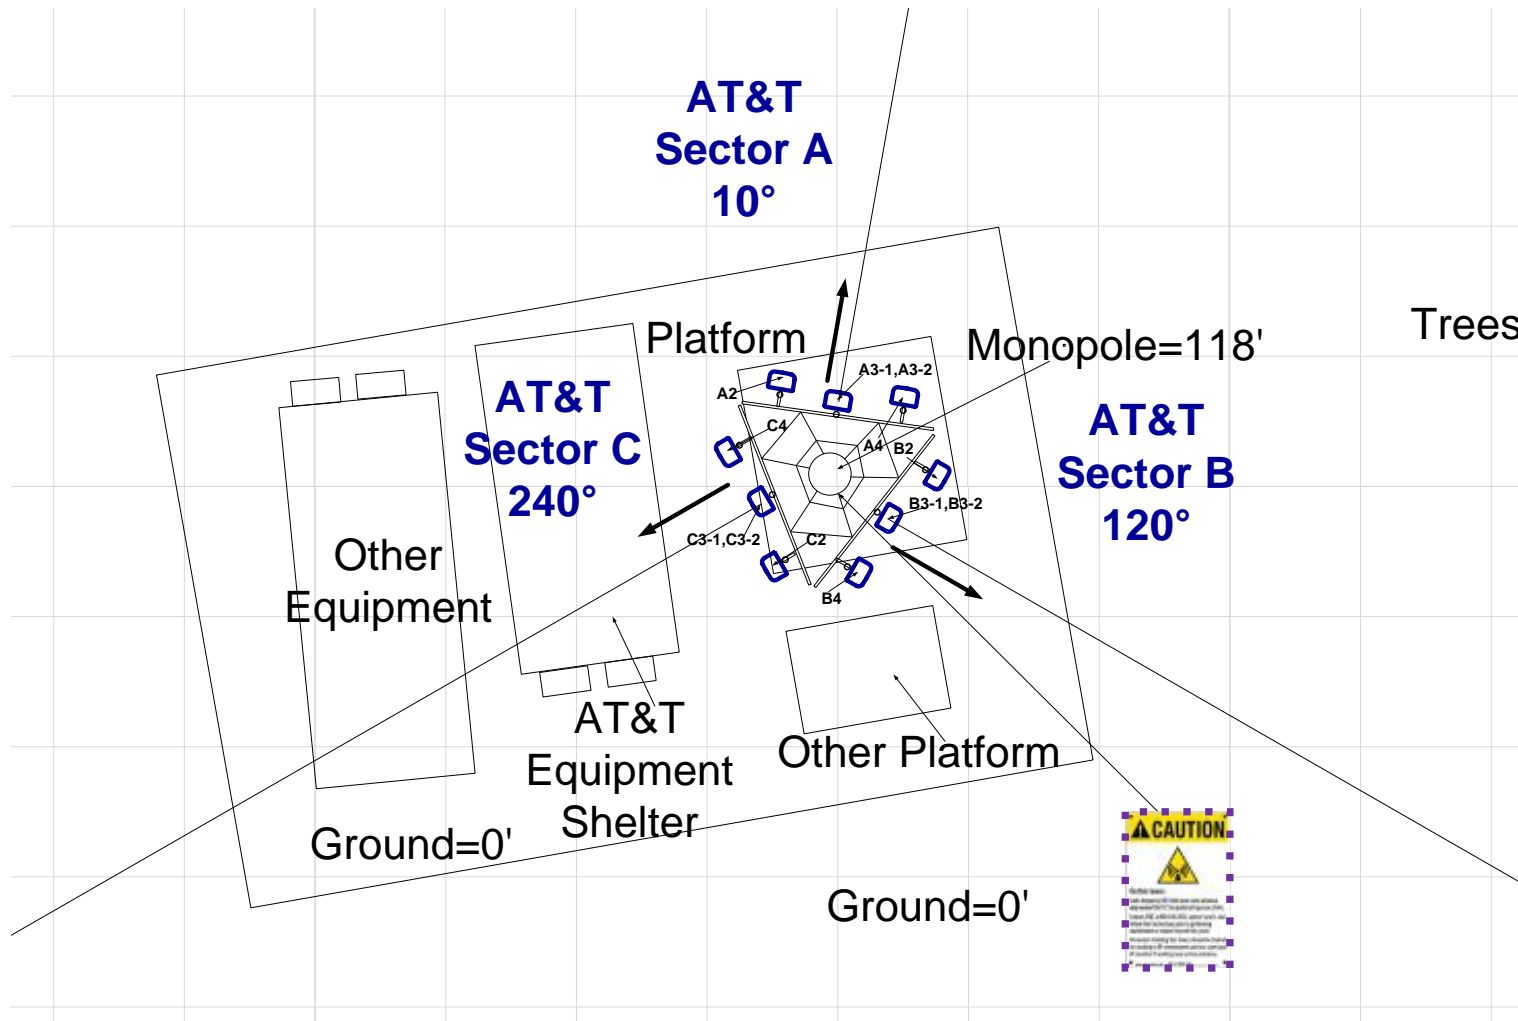 AT&T
Sector A
10°
Platform
Monopole=118'
Trees
A3-1,A3-2
A2
AT&T
Sector C
240°
C4
A4
B2
AT&T
Sector B
120°
B3-1,B3-2
C3-1,C3-2
C2
Other
Equipment
B4
AT&T
Equipment
Shelter
Other Platform
Ground=0'
CAUTION
Ground=0'